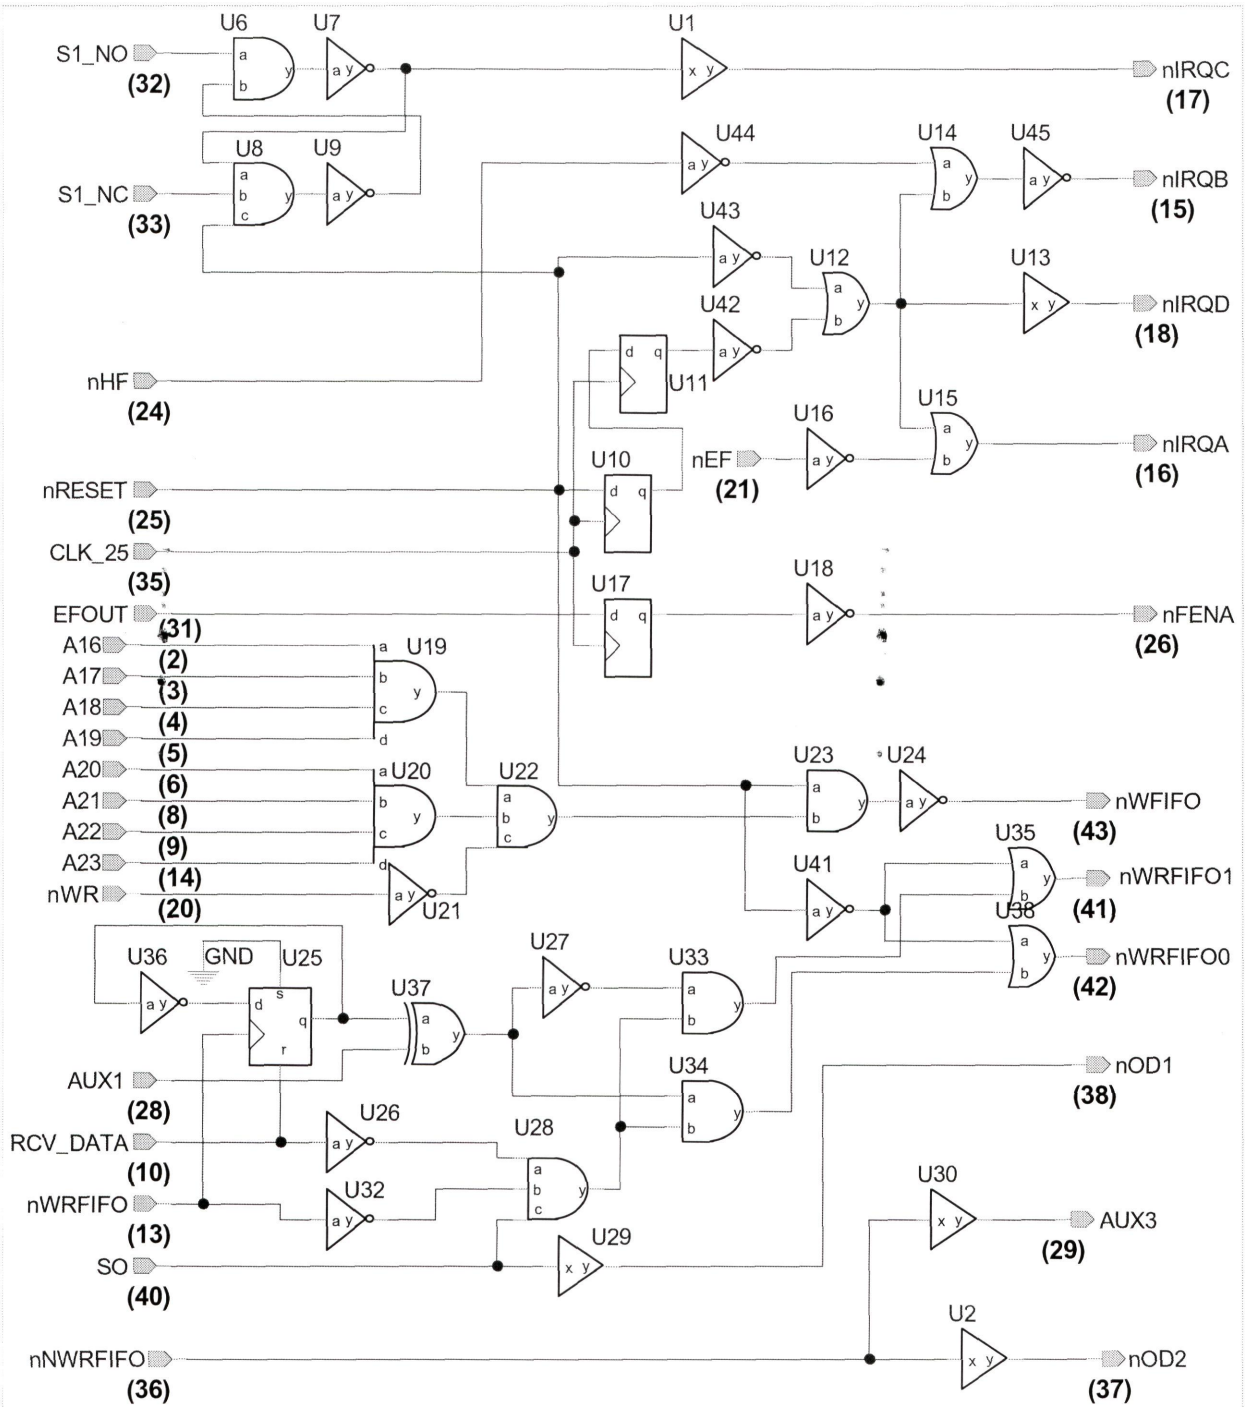 U6 U7 U1
S1_NO a b y a y x y nIRQC
(32) (17)
U8 U9 U44 U14 U45
S1_NC a b c y a y a y a b y a y nIRQB
(33) (15)
U43 U12 U13
a y a b y x y nIRQD
U42 (18)
a y
nHF d q U11
(24)
U15
U16 a b y nIRQA
nEF a y (16)
(21)
U10
nRESET d q
(25)
CLK_25
(35)
U17 U18
EFOUT d q a y nFENA
(31) (26)
A16 a U19
(2)
A17 b y
(3)
A18 c
(4)
A19 d
(5)
A20 a U20 U22 U23 U24
(6)
A21 b y a b c y a b y a y nWFIFO
(8) (43)
A22 c
(9)
A23 d
(14)
nWR a y U21
(20)
U35
U41 a b y nWRFIFO1
a y (41)
U38
a b y nWRFIFO0
(42)
U36 GND U25 U37 U27 U33
a y s d q r a b y a y a b y
AUX1 U34 nOD1
(28) a b y (38)
RCV_DATA U26 U28
(10) a y a b c y
nWRFIFO U32
(13) a y
SO U29 U30
(40) x y x y AUX3
(29)
U2
nNWRFIFO x y nOD2
(36) (37)